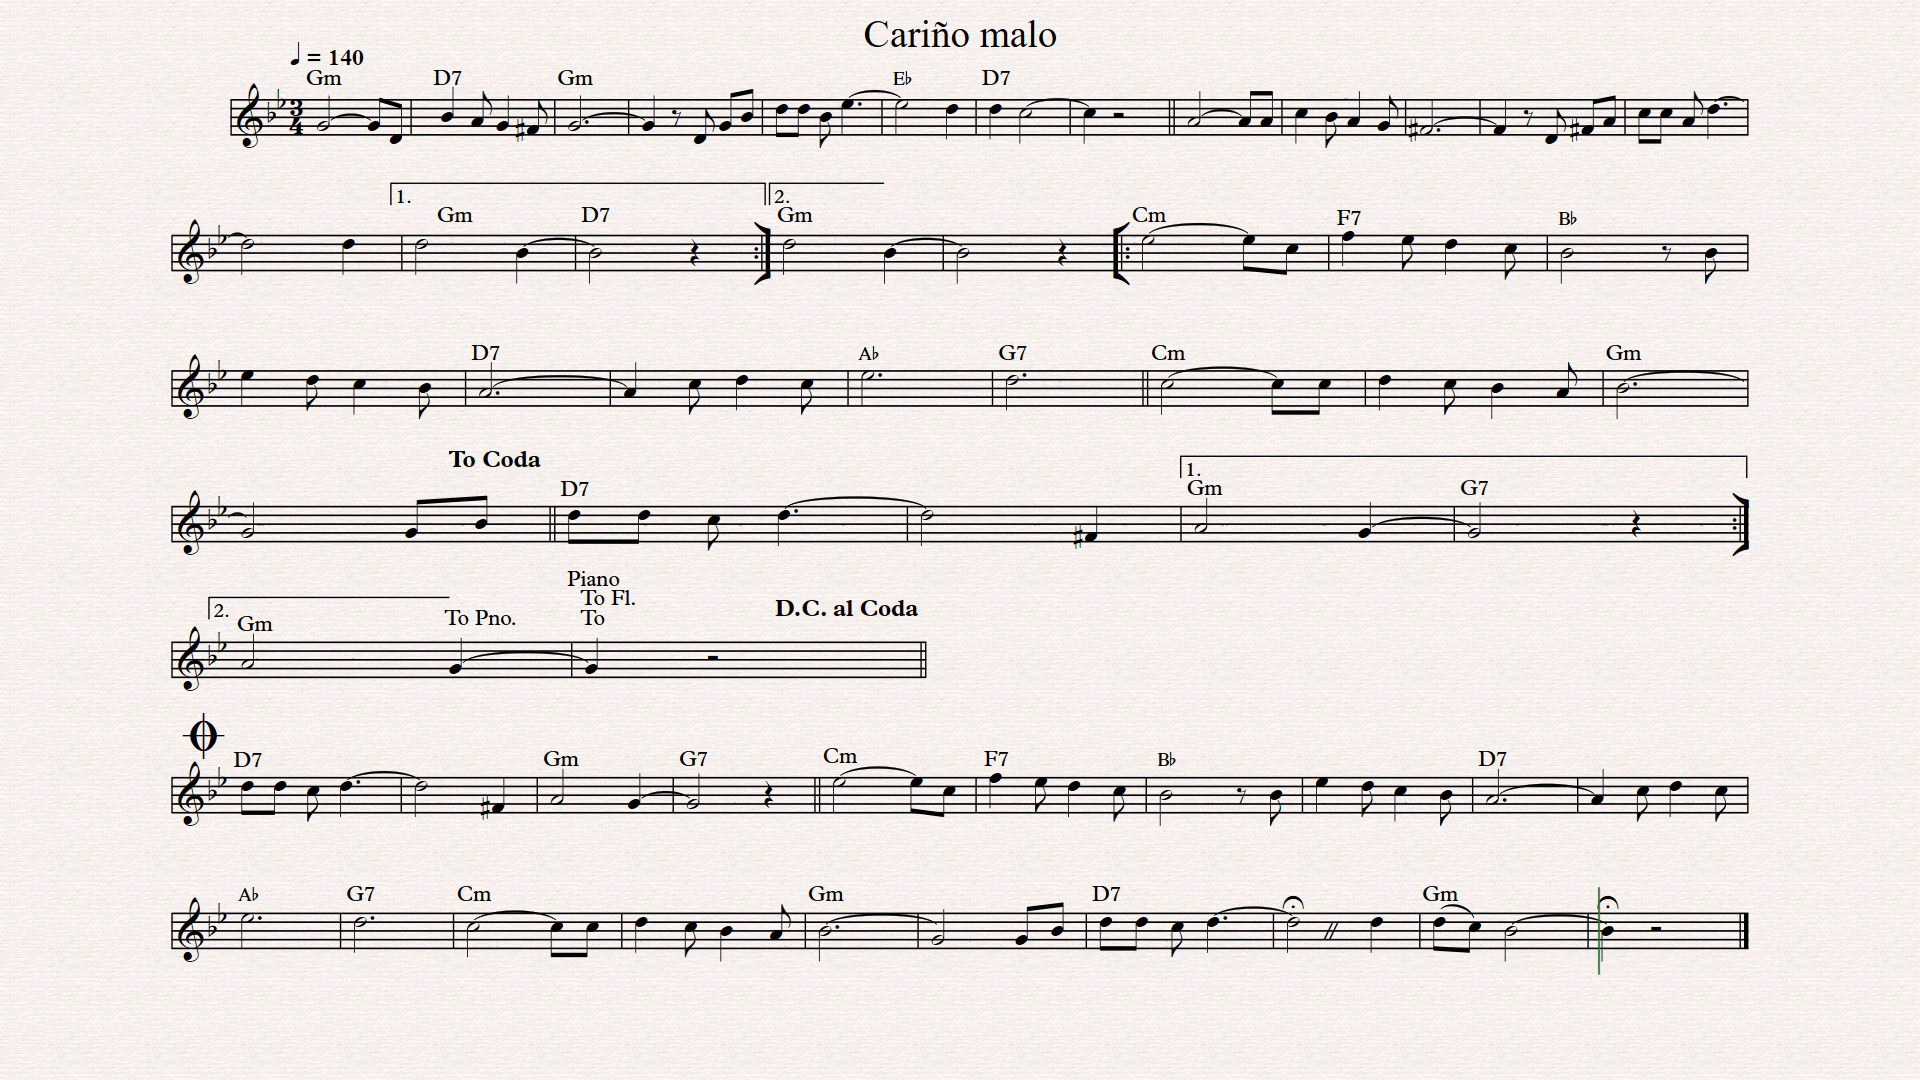 Cariño malo
♩ = 140
Gm D7 Gm E♭ D7
3
4
1. 2.
Gm D7 Gm Cm F7 B♭
D7 A♭ G7 Cm Gm
To Coda
D7 1. Gm G7
Piano
To Fl.
2. Gm To Pno. To D.C. al Coda
D7 Gm G7 Cm F7 B♭ D7
A♭ G7 Cm Gm D7 Gm